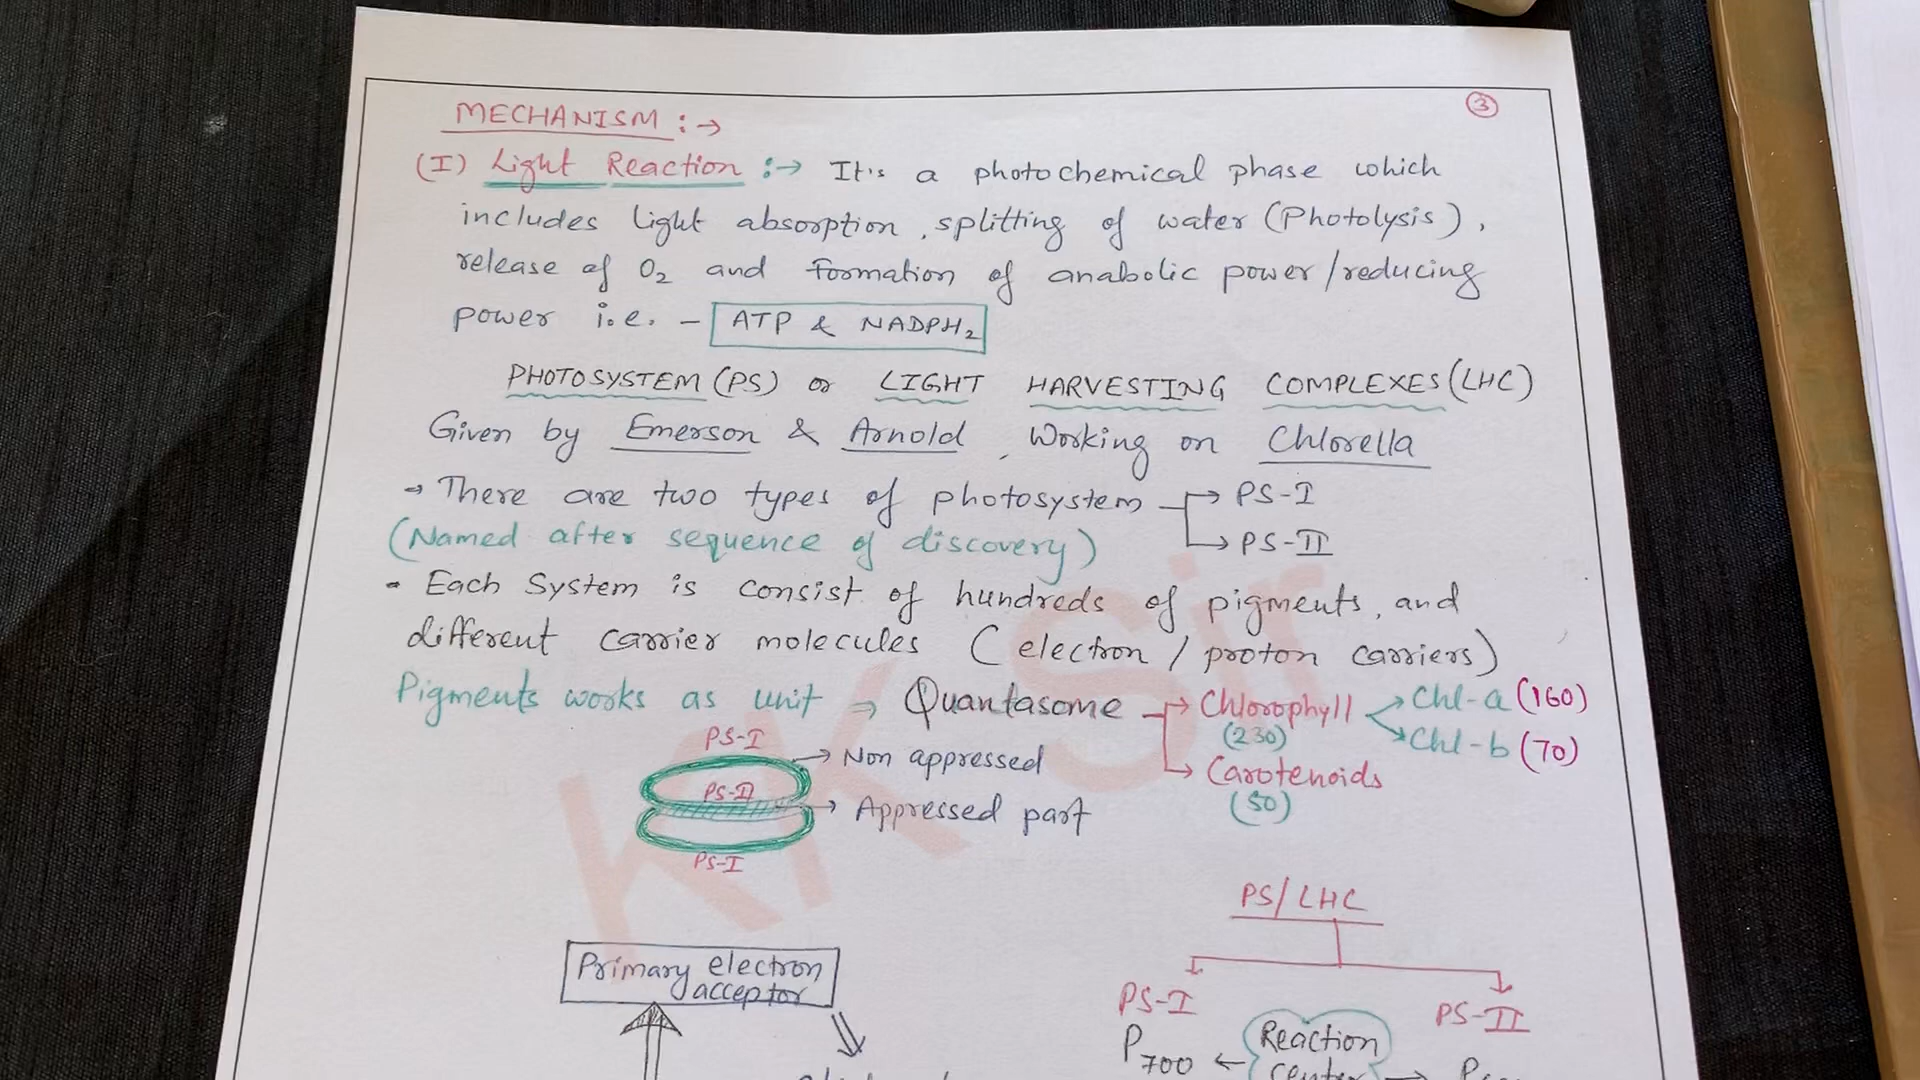 ③
MECHANISM :→
(I) Light Reaction :→ It's a photochemical phase which
includes light absorption, splitting of water (Photolysis),
release of O₂ and formation of anabolic power/reducing
power i.e. - ATP & NADPH₂
PHOTOSYSTEM (PS) or LIGHT HARVESTING COMPLEXES (LHC)
Given by Emerson & Arnold, Working on Chlorella
→ There are two types of photosystem → PS-I
→ PS-II
(Named after sequence of discovery)
- Each System is consist of hundreds of pigments, and
different carrier molecules (electron / proton carriers)
Pigments works as unit ⇒ Quantasome → Chlorophyll → Chl-a (160)
(230) → Chl-b (70)
→ Carotenoids
(50)
PS-I
→ Non appressed
PS-II
→ Appressed part
PS-I
KK Sir
PS/LHC
Primary electron
acceptor
PS-I
PS-II
P700 ← Reaction
center →